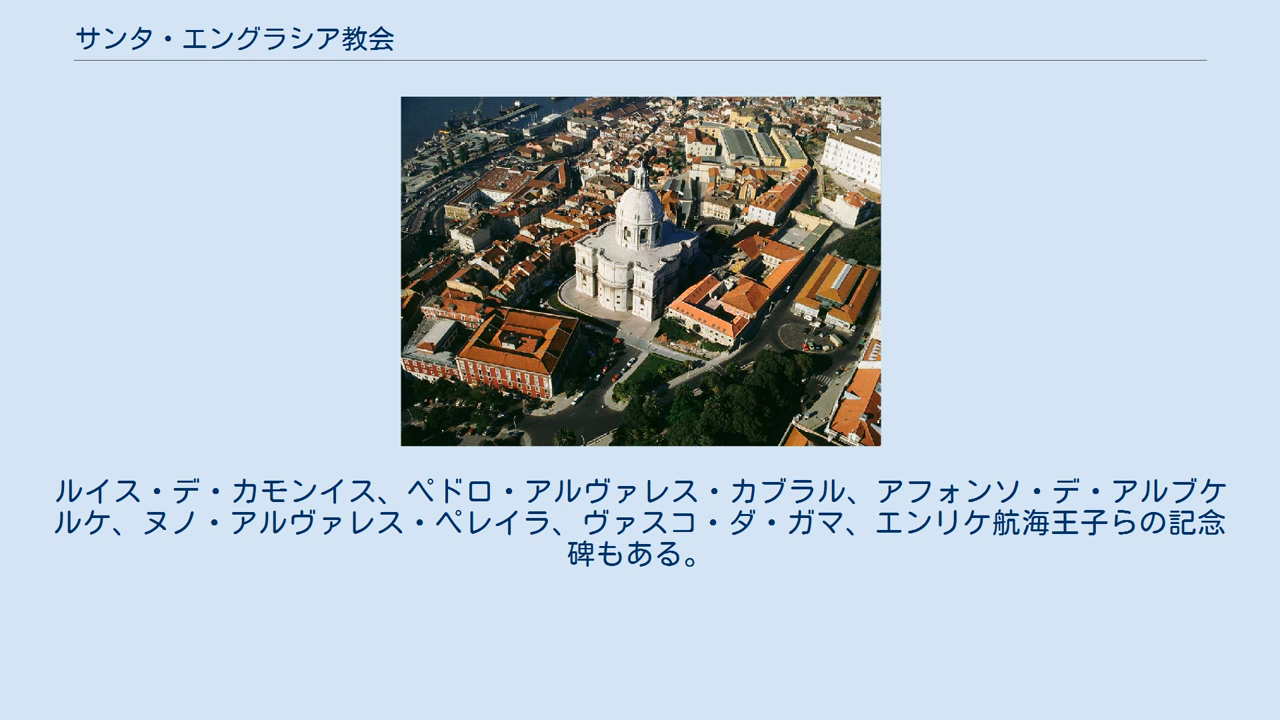 サンタ・エングラシア教会
ルイス・デ・カモンイス、ペドロ・アルヴァレス・カブラル、アフォンソ・デ・アルブケ
ルケ、ヌノ・アルヴァレス・ペレイラ、ヴァスコ・ダ・ガマ、エンリケ航海王子らの記念
碑もある。